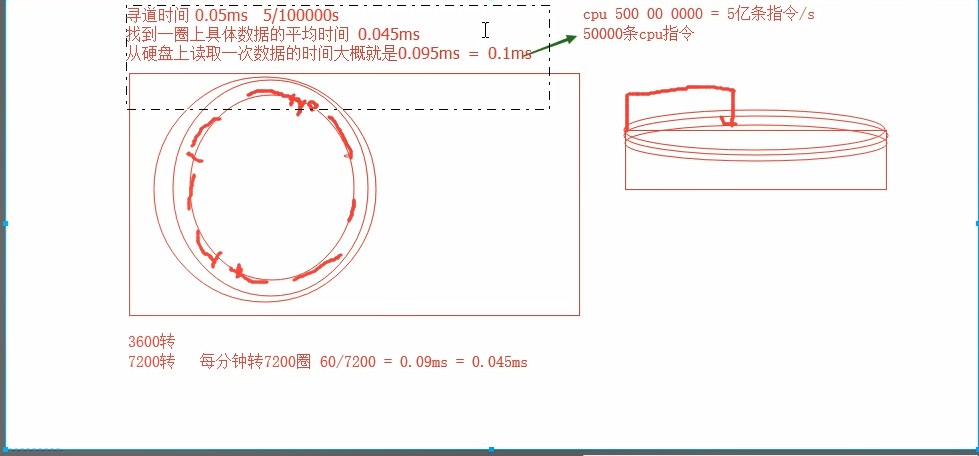 寻道时间 0.05ms 5/100000s
找到一圈上具体数据的平均时间 0.045ms
从硬盘上读取一次数据的时间大概就是0.095ms = 0.1ms
cpu 500 00 0000 = 5亿条指令/s
50000条cpu指令
3600转
7200转 每分钟转7200圈 60/7200 = 0.09ms = 0.045ms